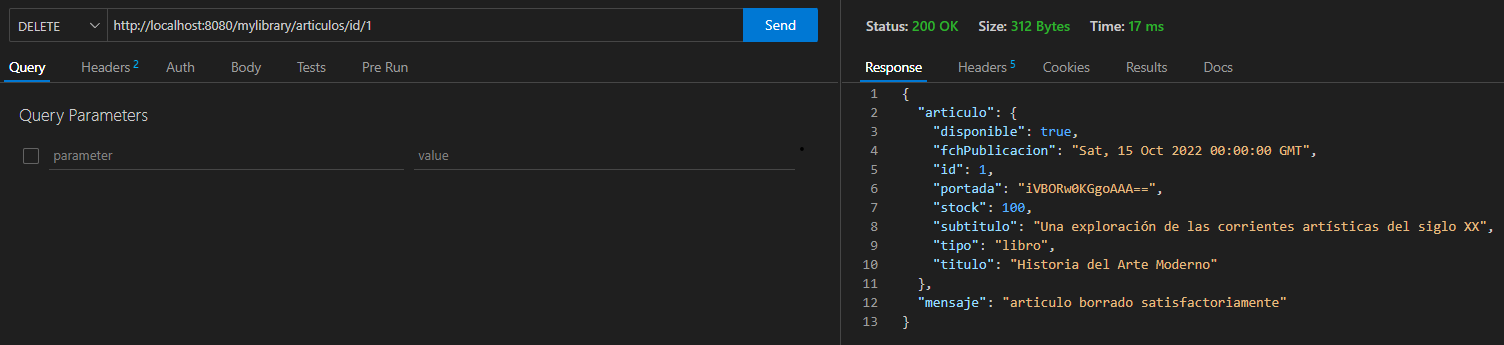 DELETE http://localhost:8080/mylibrary/articulos/id/1 Send
Query Headers 2 Auth Body Tests Pre Run
Query Parameters
parameter value
Status: 200 OK Size: 312 Bytes Time: 17 ms
Response Headers 5 Cookies Results Docs
1 {
2 "articulo": {
3 "disponible": true,
4 "fchPublicacion": "Sat, 15 Oct 2022 00:00:00 GMT",
5 "id": 1,
6 "portada": "iVBORw0KGgoAAA==",
7 "stock": 100,
8 "subtitulo": "Una exploración de las corrientes artísticas del siglo XX",
9 "tipo": "libro",
10 "titulo": "Historia del Arte Moderno"
11 },
12 "mensaje": "articulo borrado satisfactoriamente"
13 }